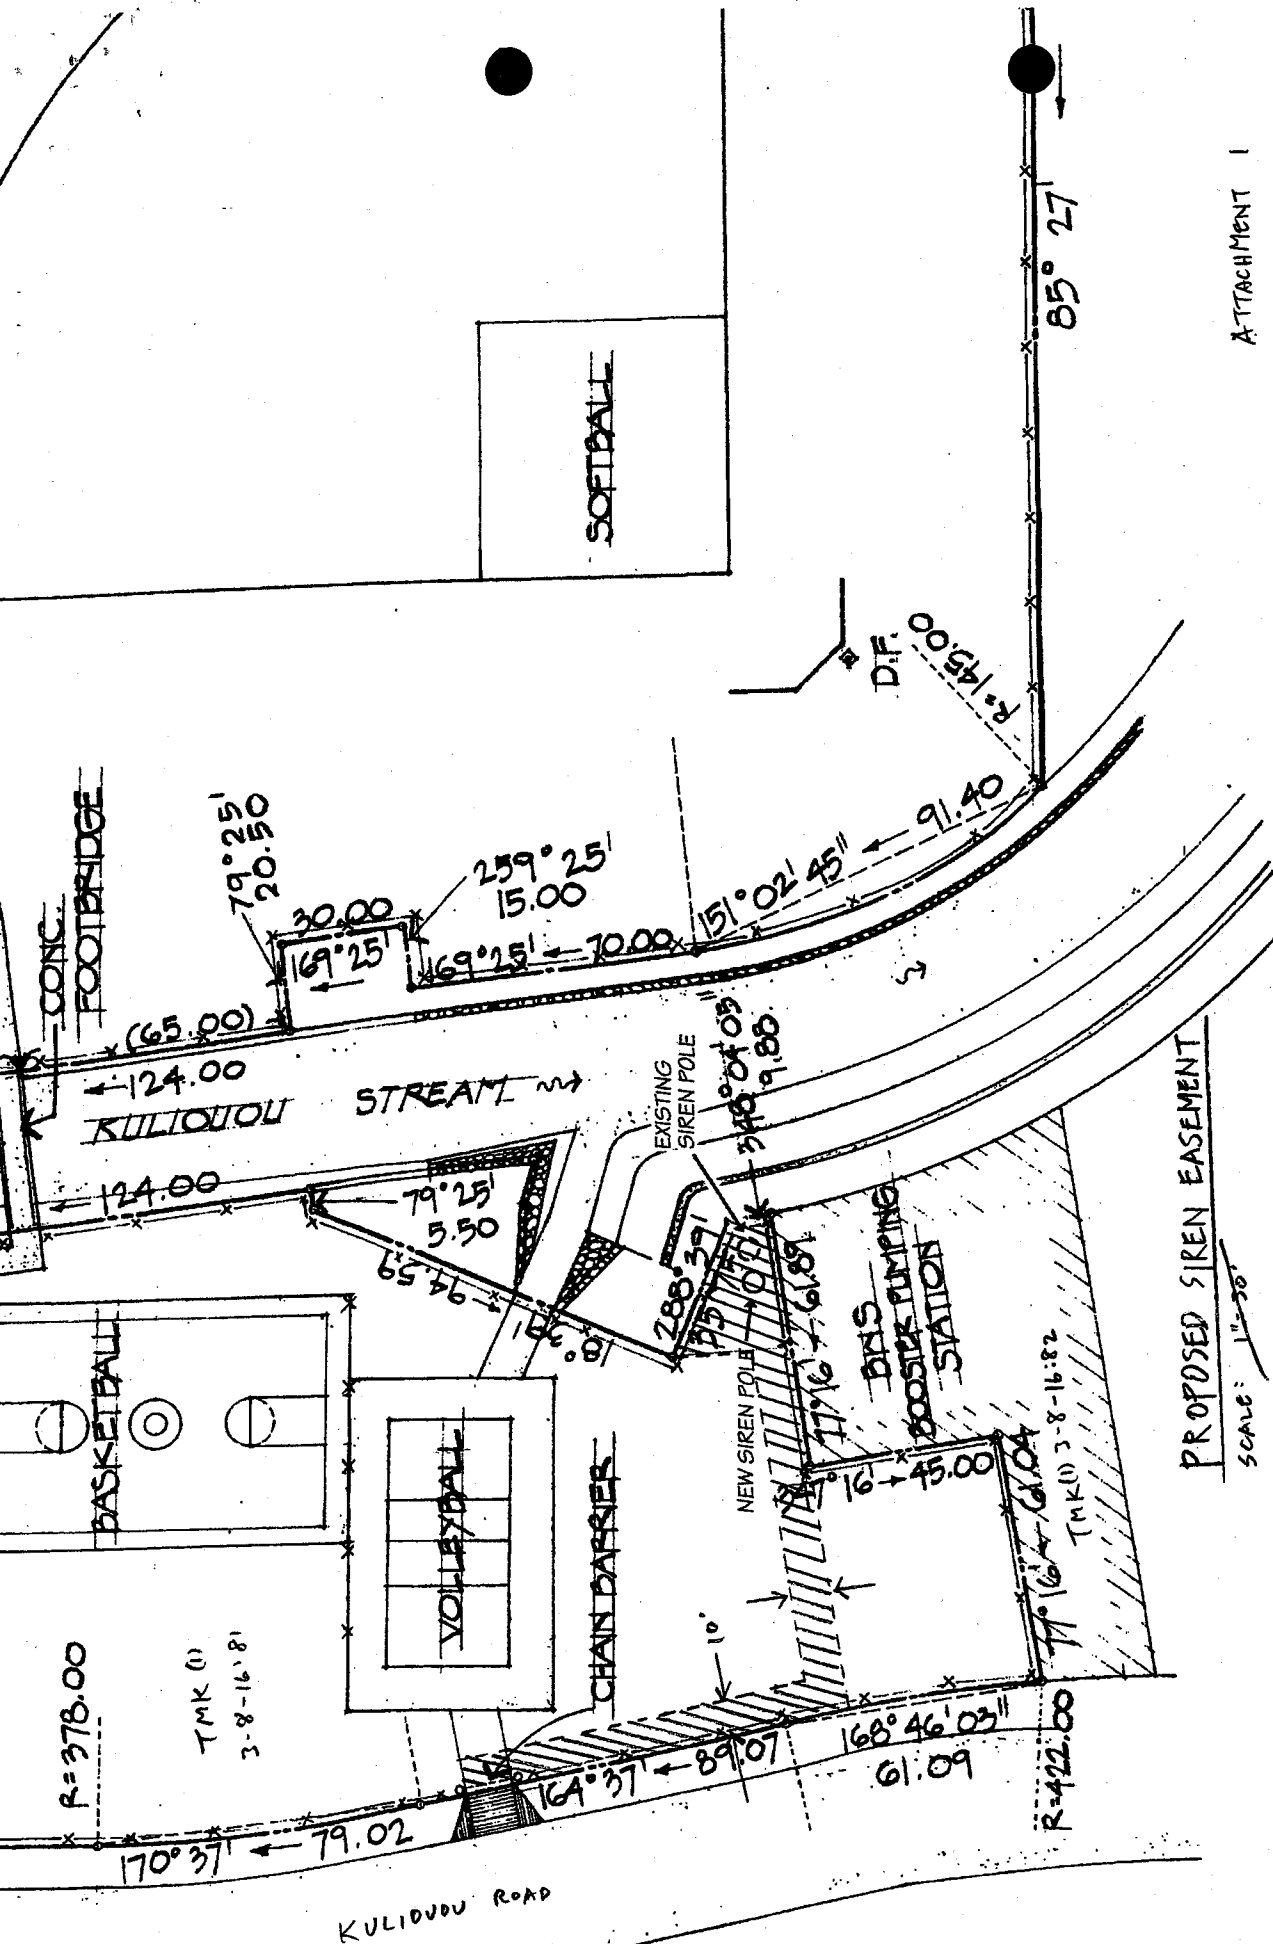 ATTACHMENT 1
85° 27'
SOFTBALL
D.F.
R=145.00
CONC.
FOOTBRIDGE
79° 25'
20.50
30.00
169° 25'
259° 25'
15.00
169° 25' 70.00
151° 02' 45"
91.40
(65.00)
124.00
KULIOUOU STREAM
124.00
79° 25'
5.50
94.59
EXISTING
SIREN POLE
348° 04' 05"
9.88
288° 39'
NEW SIREN POLE
77° 16' 61.89
BWS
BOOSTER PUMPING
STATION
45.00
77° 16' 61.04
TMK (1) 3-8-16:82
BASKETBALL
VOLLEYBALL
CHAIN BARRIER
10'
R=378.00
TMK (1)
3-8-16:81
170° 37' 79.02
164° 37' 89.07
168° 46' 03"
61.09
R=422.00
KULIOUOU ROAD
PROPOSED SIREN EASEMENT
SCALE: 1"=30'